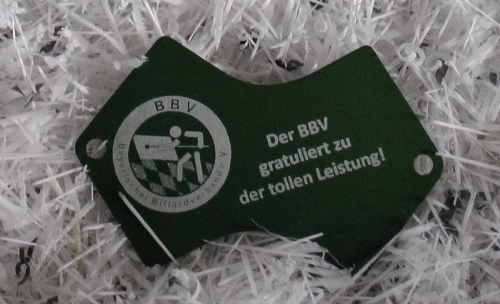 BBV
Bayerischer Billardverband e.V.
Der BBV
gratuliert zu
der tollen Leistung!